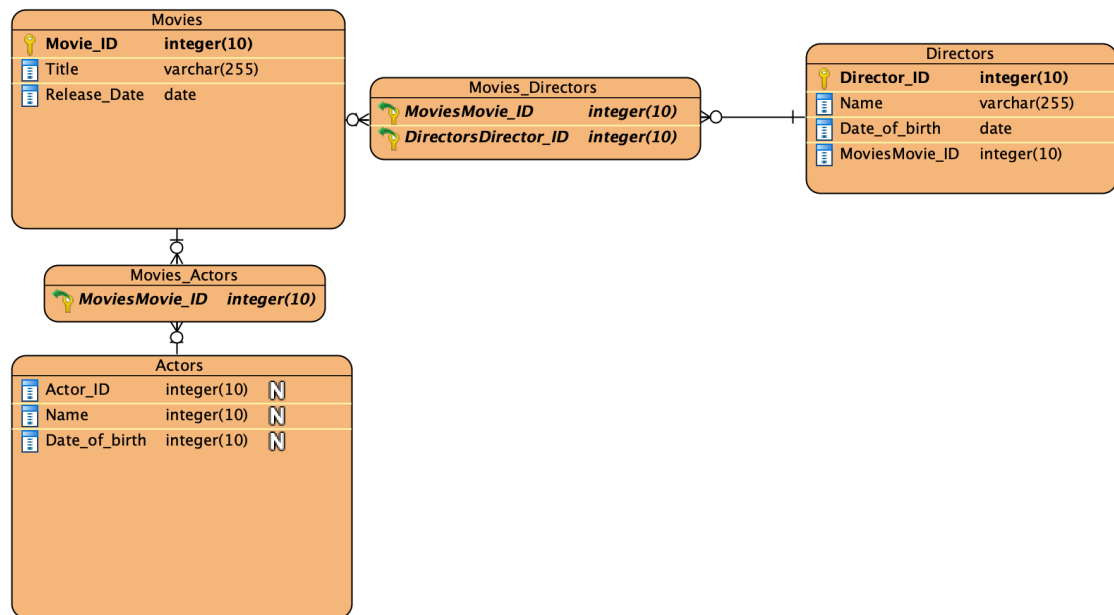 Movies
Movie_ID integer(10)
Title varchar(255)
Release_Date date
Movies_Directors
MoviesMovie_ID integer(10)
DirectorsDirector_ID integer(10)
Directors
Director_ID integer(10)
Name varchar(255)
Date_of_birth date
MoviesMovie_ID integer(10)
Movies_Actors
MoviesMovie_ID integer(10)
Actors
Actor_ID integer(10) N
Name integer(10) N
Date_of_birth integer(10) N